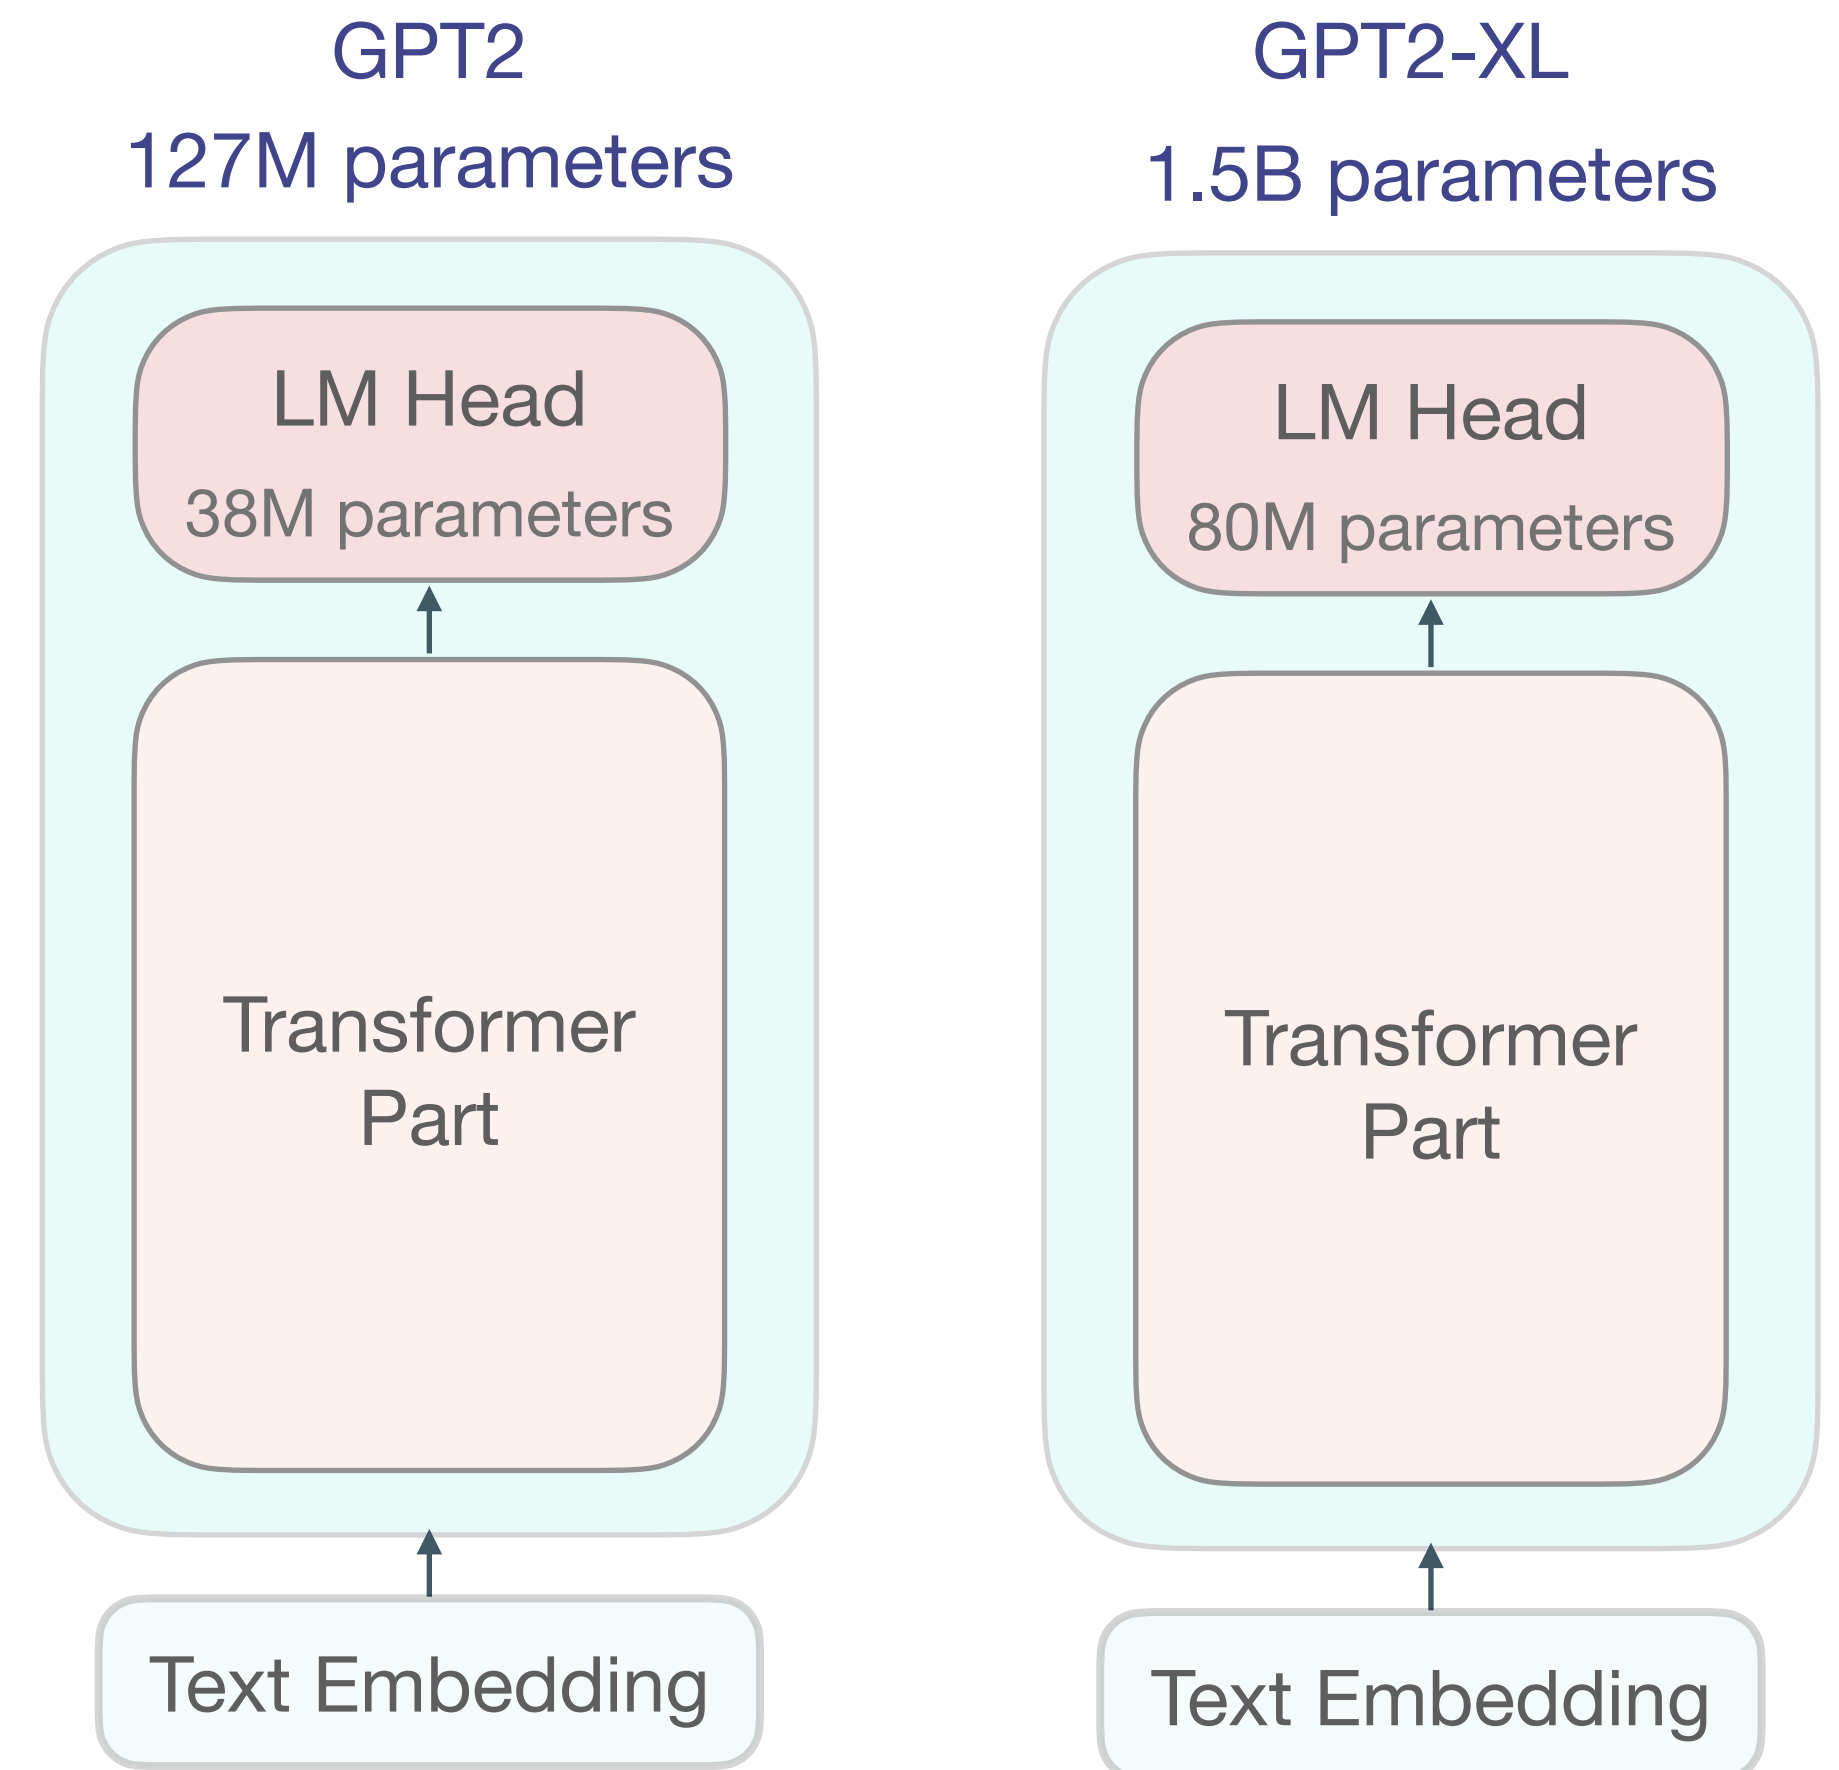 GPT2
127M parameters
LM Head
38M parameters
Transformer
Part
Text Embedding
GPT2-XL
1.5B parameters
LM Head
80M parameters
Transformer
Part
Text Embedding